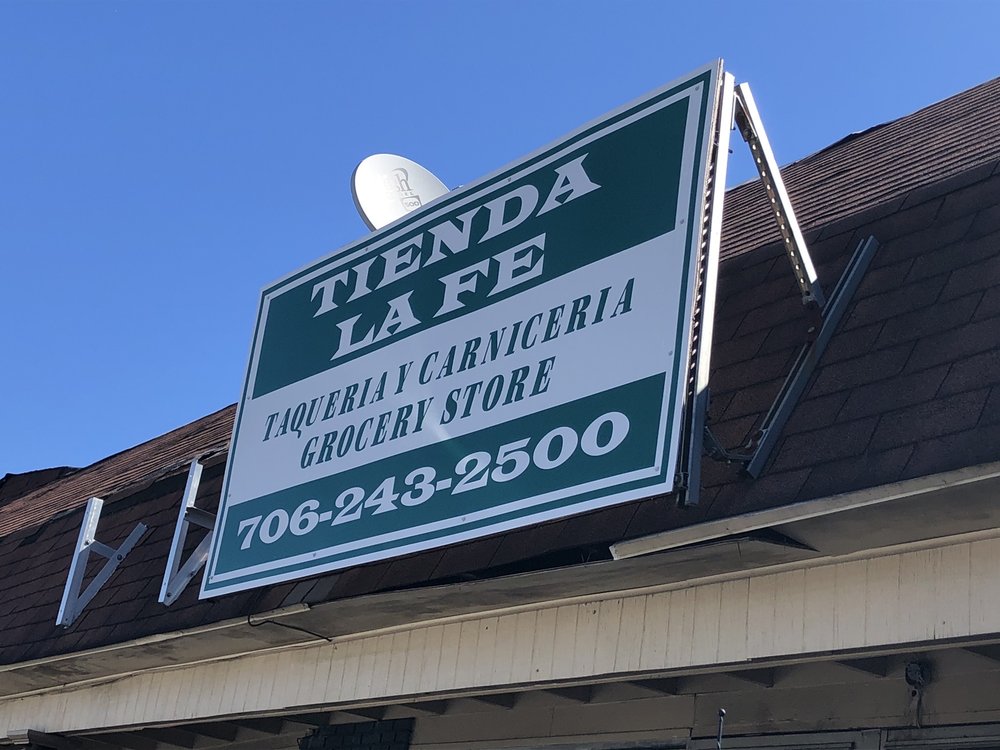 TIENDA
LA FE
TAQUERIA Y CARNICERIA
GROCERY STORE
706-243-2500